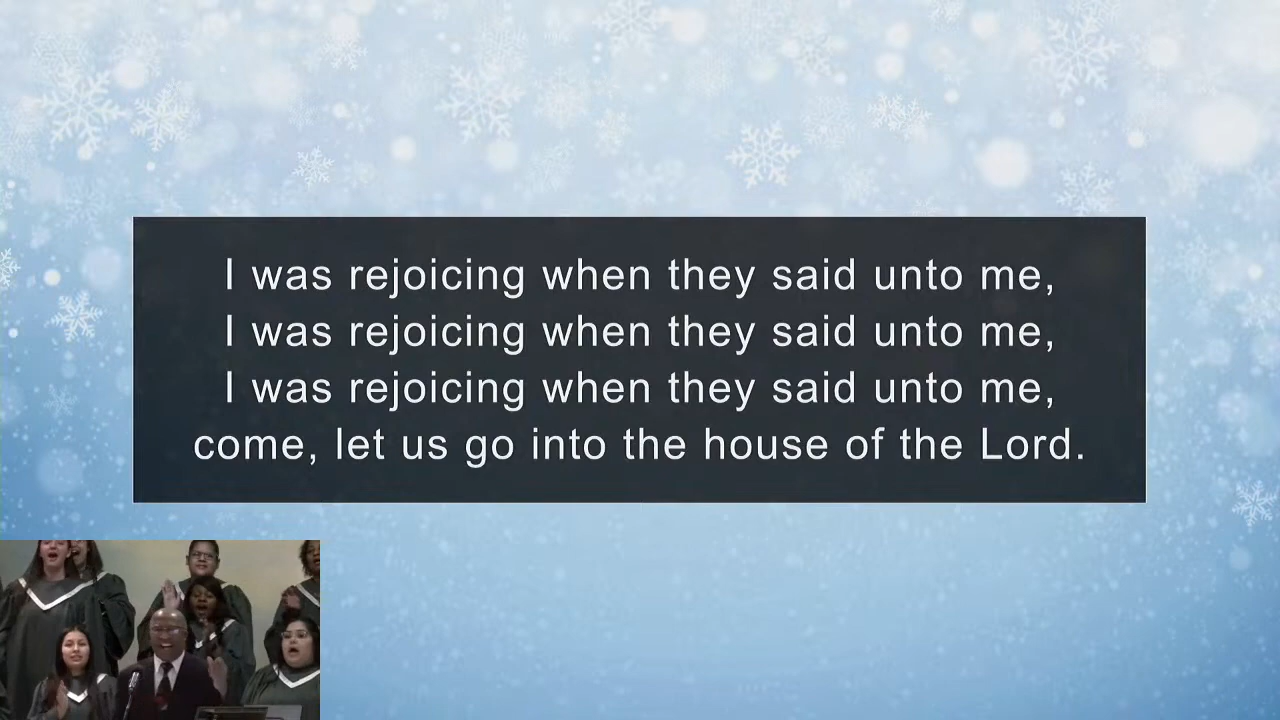 I was rejoicing when they said unto me,
I was rejoicing when they said unto me,
I was rejoicing when they said unto me,
come, let us go into the house of the Lord.